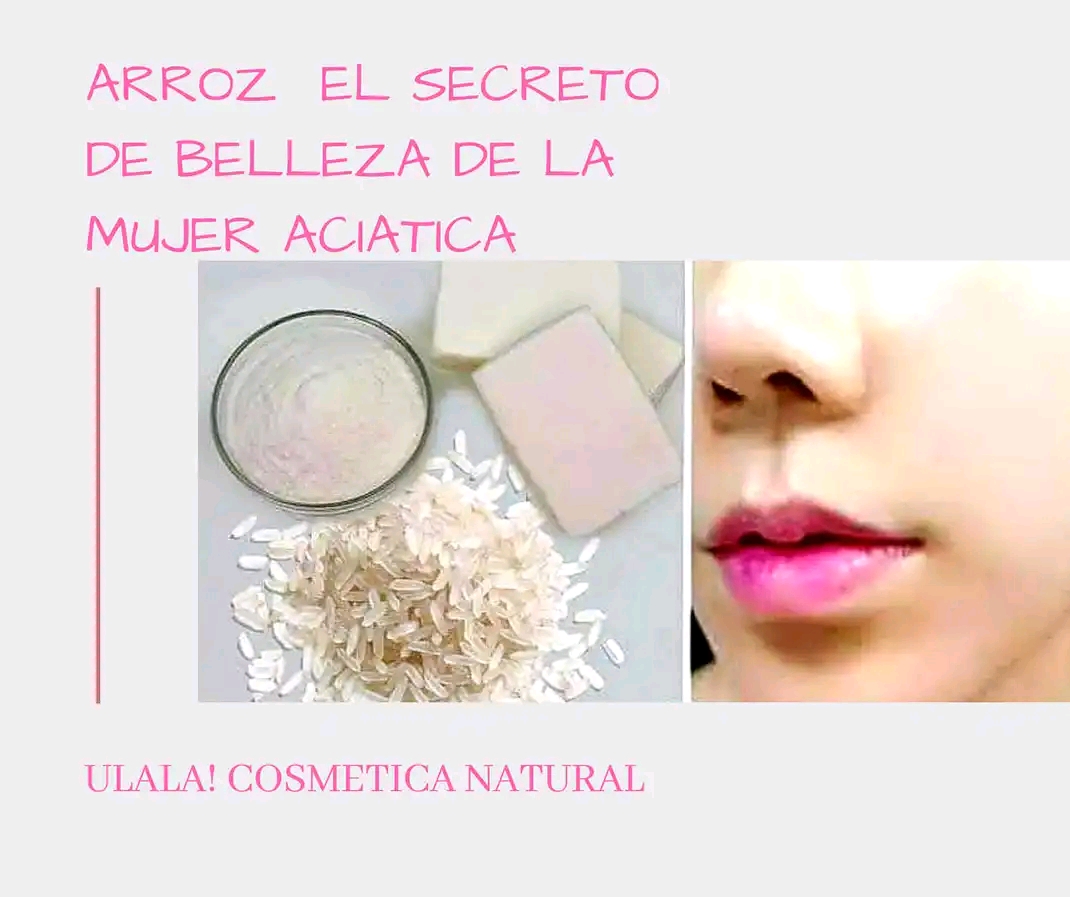 ARROZ EL SECRETO
DE BELLEZA DE LA
MUJER ACIATICA
ULALA! COSMETICA NATURAL